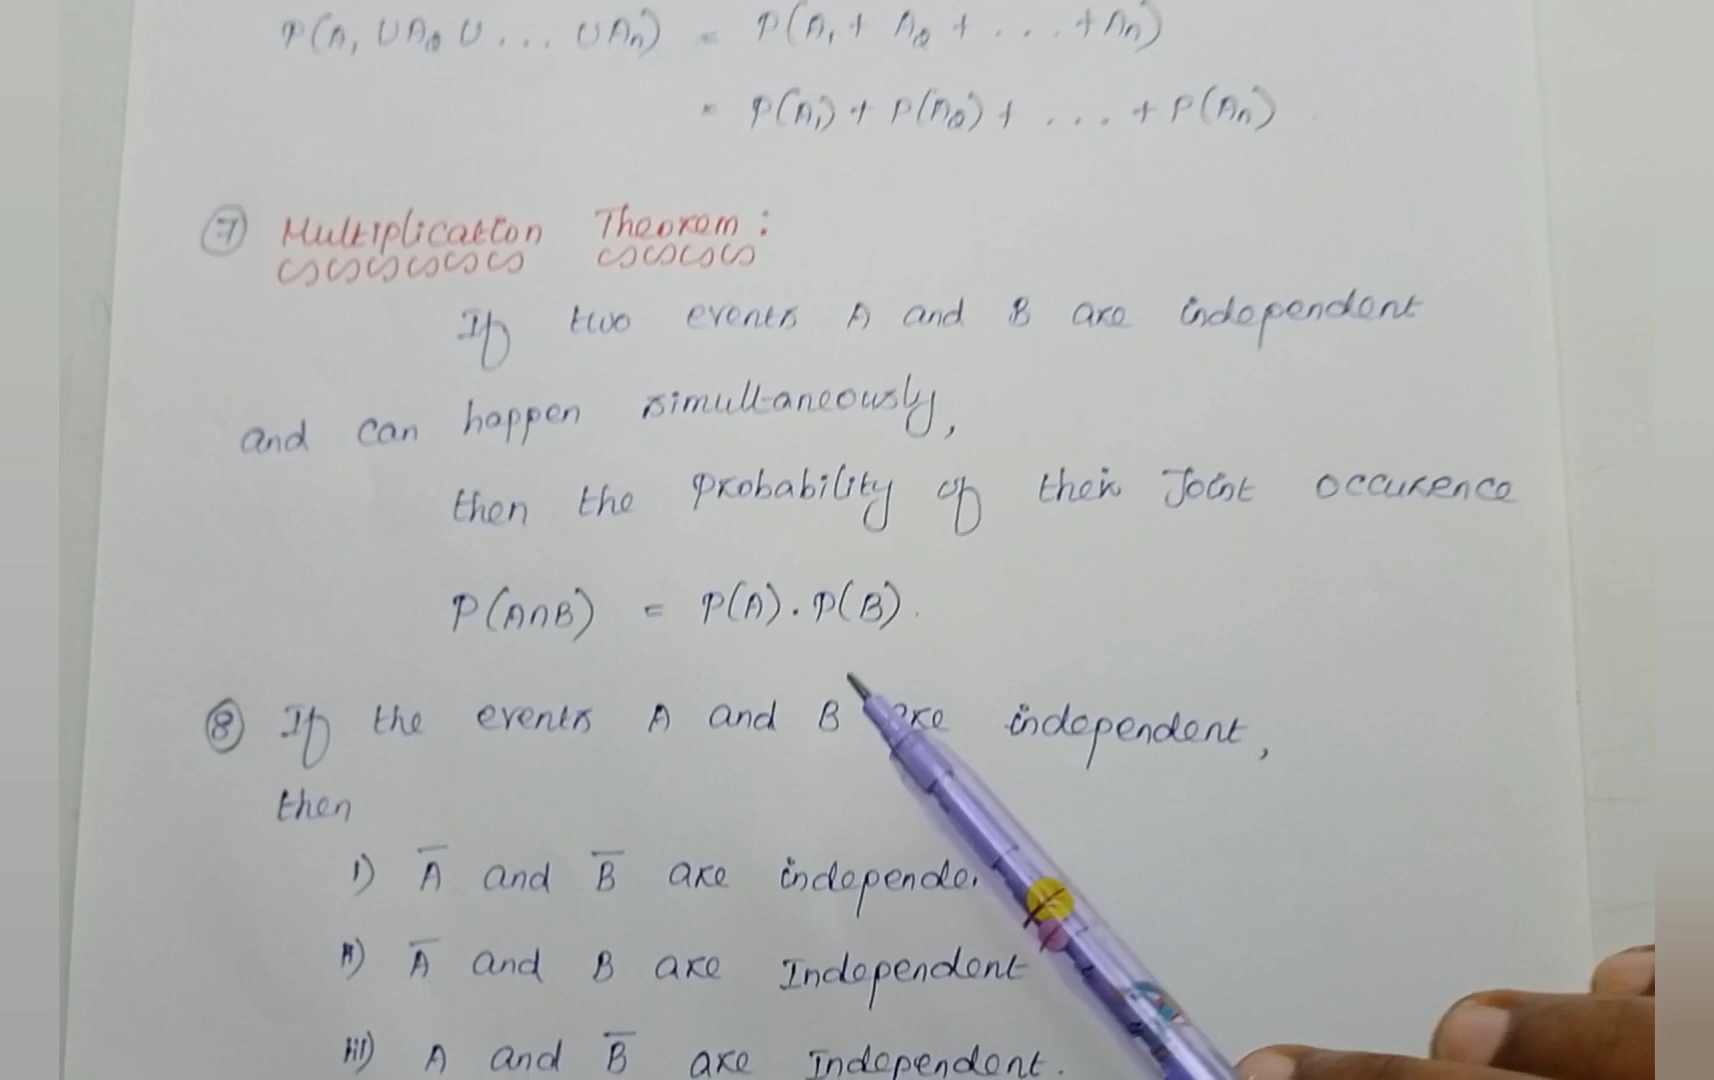 P(A₁ ∪ A₂ ∪ ... ∪ Aₙ) = P(A₁ + A₂ + ... + Aₙ)
= P(A₁) + P(A₂) + ... + P(Aₙ)
⑦ Multiplication Theorem:
If two events A and B are independent
and can happen simultaneously,
then the probability of their Joint occurence
P(A∩B) = P(A).P(B).
⑧ If the events A and B are independent,
then
i) A̅ and B̅ are
ii) A̅ and B are Independent
iii) A and B̅ are Independent.